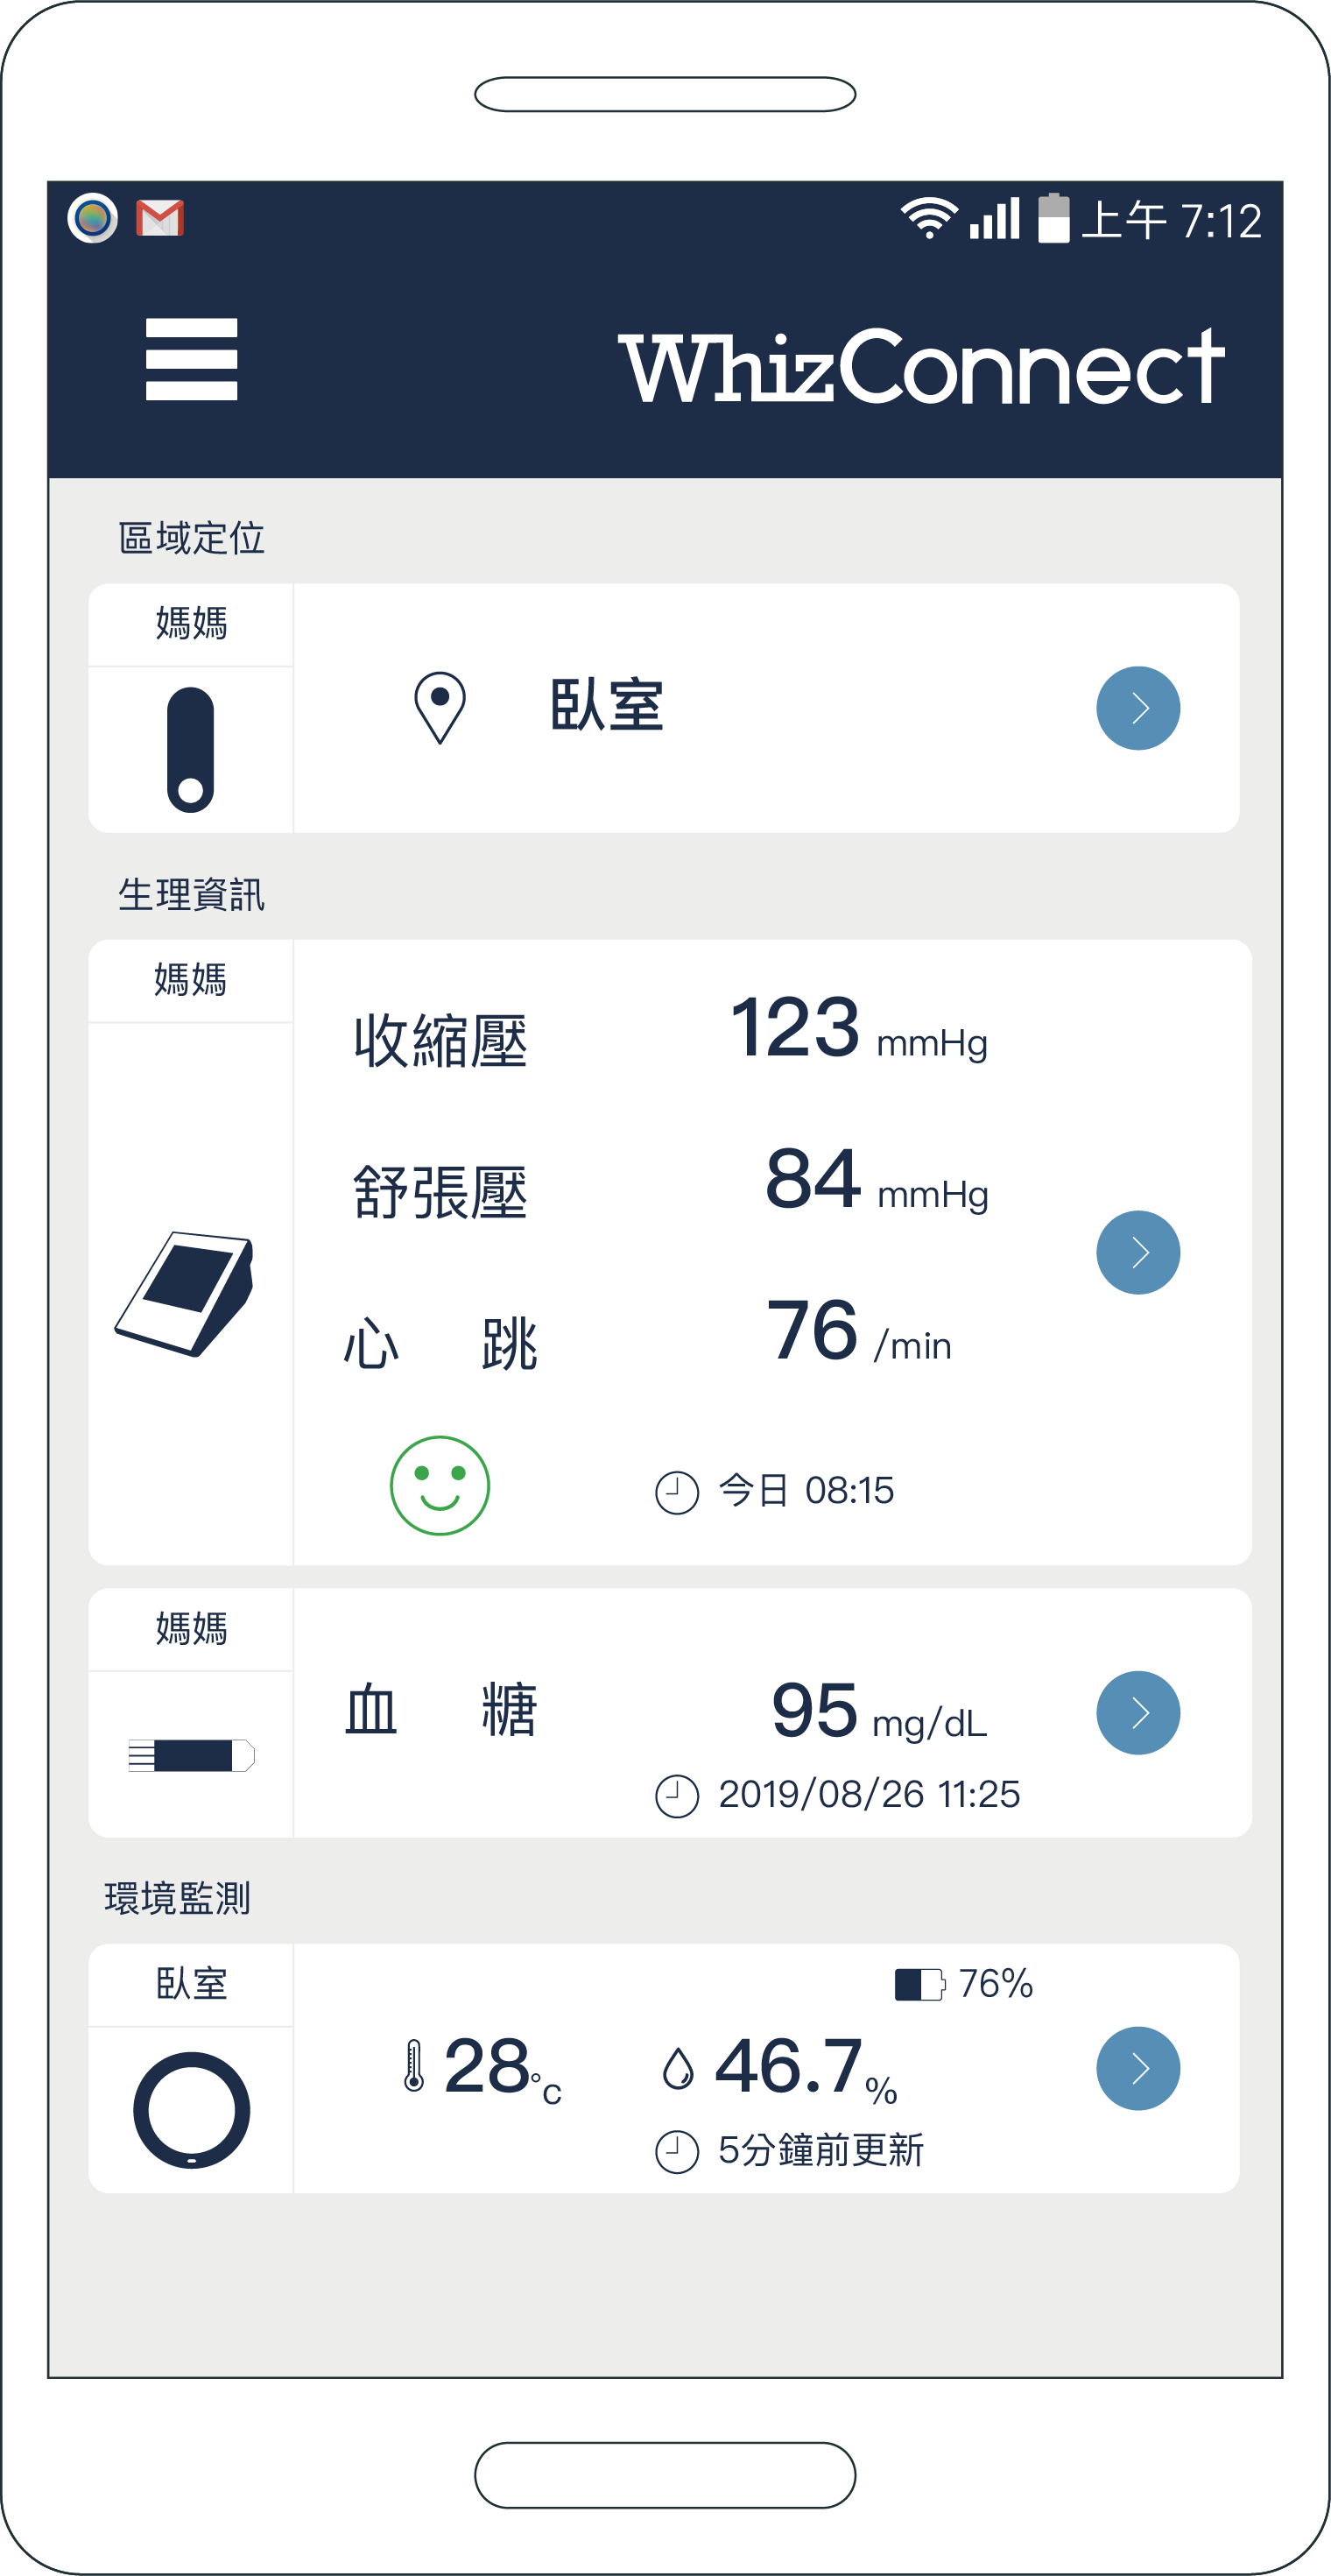 上午 7:12
WhizConnect
區域定位
媽媽
臥室
生理資訊
媽媽
收縮壓 123 mmHg
舒張壓 84 mmHg
心 跳 76 /min
今日 08:15
媽媽
血 糖 95 mg/dL
2019/08/26 11:25
環境監測
臥室
76%
28°C 46.7%
5分鐘前更新